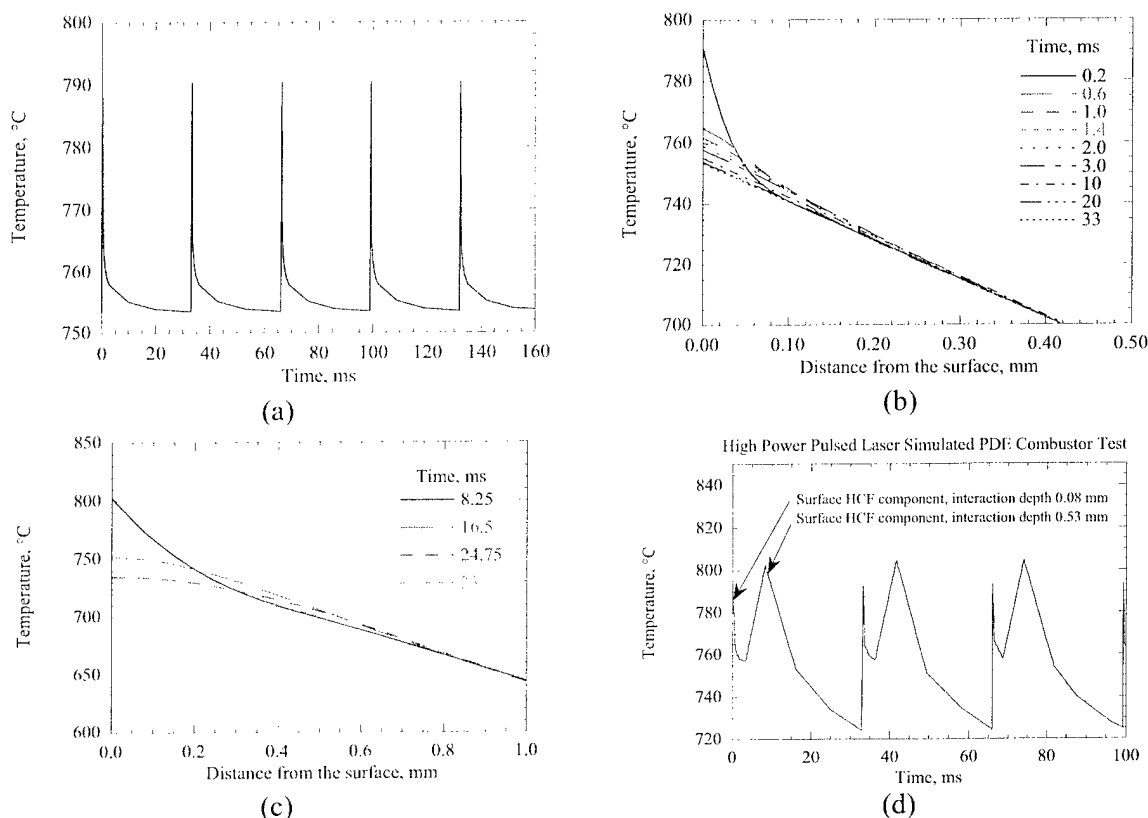 800
790
780
770
760
750
Temperature, °C
0 20 40 60 80 100 120 140 160
Time, ms
(a)
800
780
760
740
720
700
Temperature, °C
Time, ms
0.2
0.6
1.0
1.4
2.0
3.0
10
20
33
0.00 0.10 0.20 0.30 0.40 0.50
Distance from the surface, mm
(b)
850
800
750
700
650
600
Temperature, °C
Time, ms
8.25
16.5
24.75
0.0 0.2 0.4 0.6 0.8 1.0
Distance from the surface, mm
(c)
High Power Pulsed Laser Simulated PDE Combustor Test
840
820
800
780
760
740
720
Temperature, °C
Surface HCF component, interaction depth 0.08 mm
Surface HCF component, interaction depth 0.53 mm
0 20 40 60 80 100
Time, ms
(d)